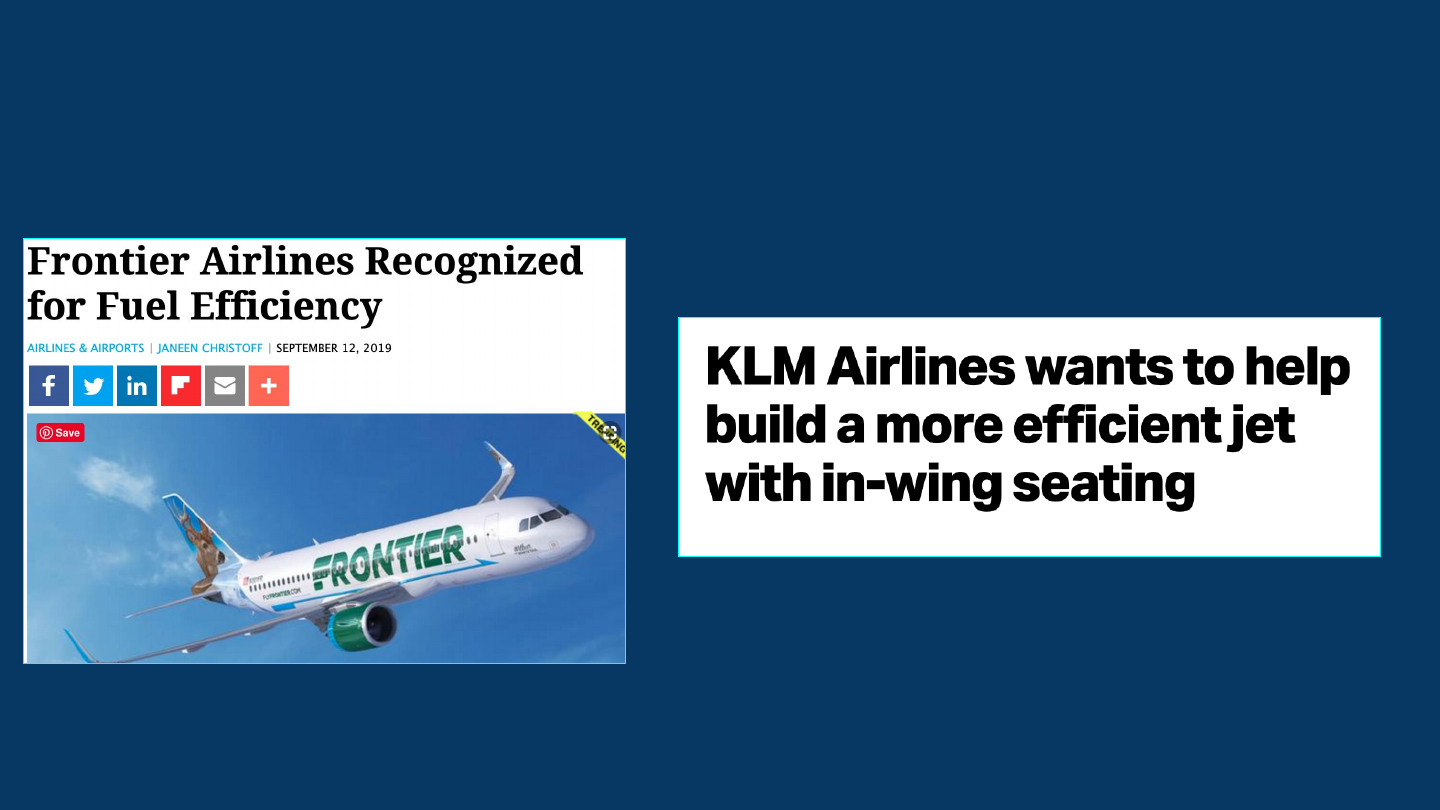 Frontier Airlines Recognized
for Fuel Efficiency
AIRLINES & AIRPORTS | JANEEN CHRISTOFF | SEPTEMBER 12, 2019
Save
FRONTIER
FLYFRONTIER.COM
KLM Airlines wants to help
build a more efficient jet
with in-wing seating